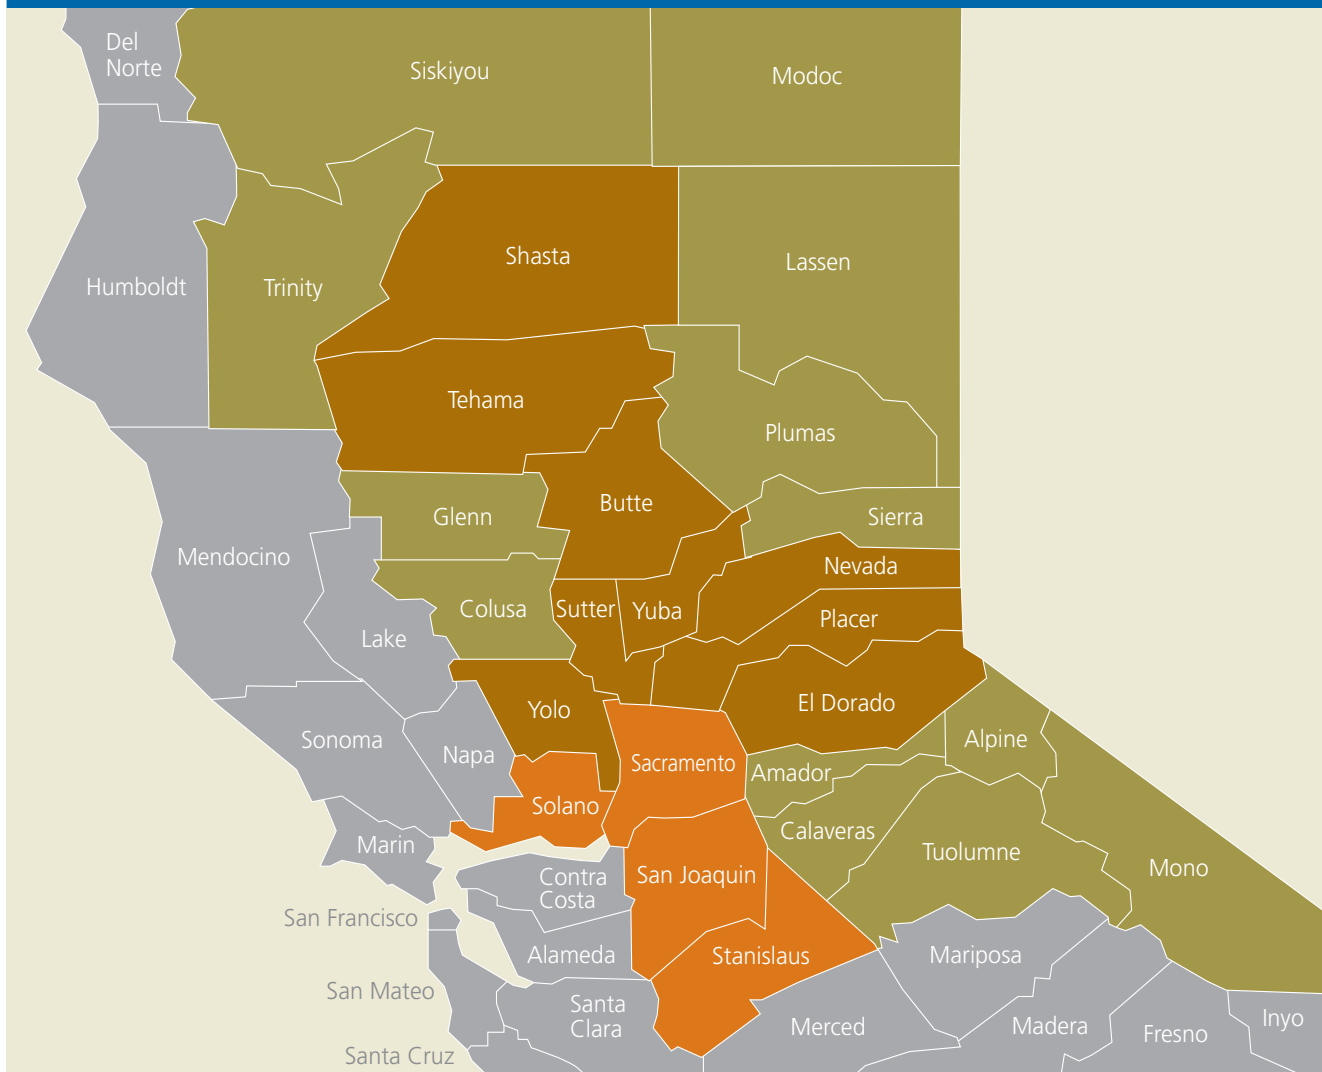 Del
Norte
Siskiyou
Modoc
Shasta
Lassen
Humboldt
Trinity
Tehama
Plumas
Butte
Glenn
Sierra
Mendocino
Nevada
Colusa
Sutter
Yuba
Placer
Lake
El Dorado
Yolo
Sonoma
Napa
Sacramento
Alpine
Amador
Solano
Calaveras
Marin
Tuolumne
Mono
San Joaquin
Contra
Costa
San Francisco
Alameda
Stanislaus
Mariposa
San Mateo
Santa
Clara
Merced
Madera
Fresno
Inyo
Santa Cruz